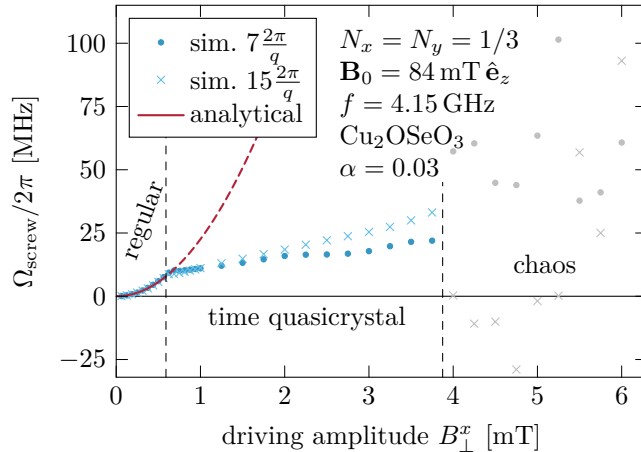 sim. 7 2π/q
sim. 15 2π/q
analytical
N_x = N_y = 1/3
B_0 = 84 mT ê_z
f = 4.15 GHz
Cu_2OSeO_3
α = 0.03
regular
time quasicrystal
chaos
100
75
50
25
0
−25
Ω_screw/2π [MHz]
0 1 2 3 4 5 6
driving amplitude B_⊥^x [mT]